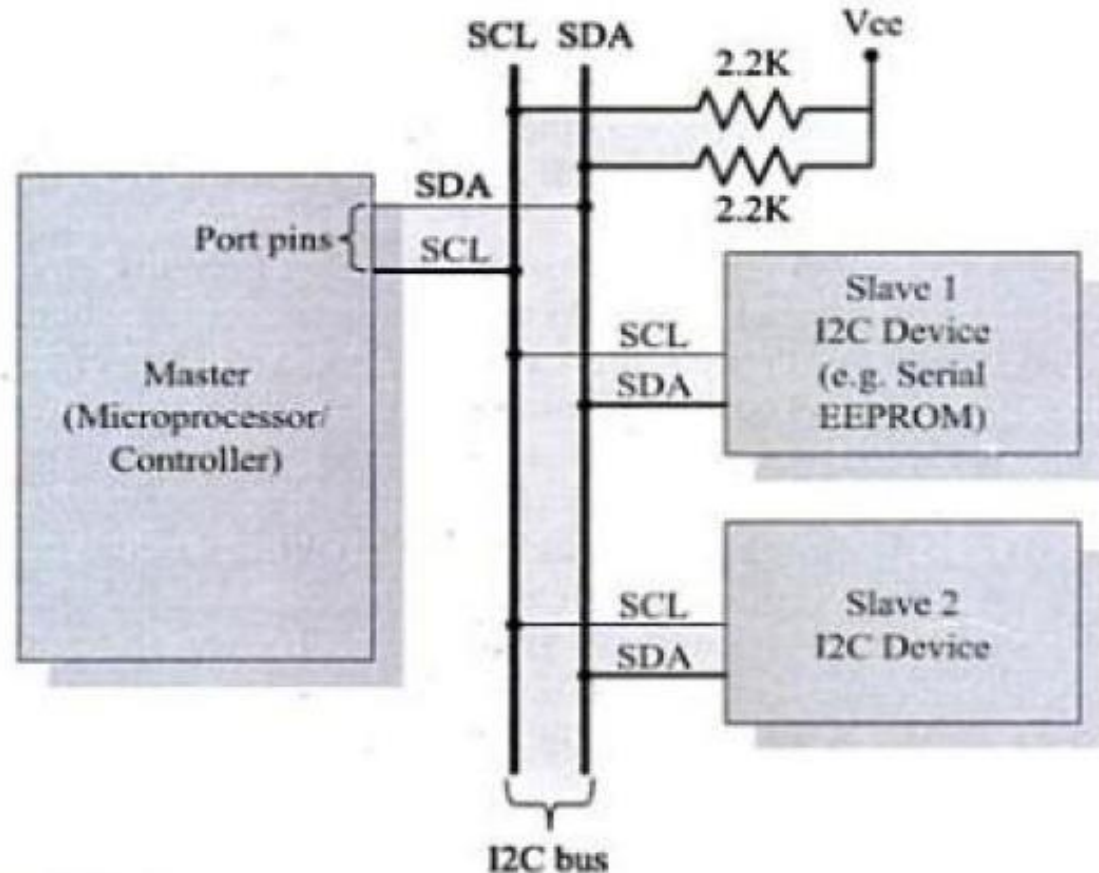 SCL SDA
Vcc
2.2K
2.2K
SDA
Port pins
SCL
Master
(Microprocessor/
Controller)
SCL
SDA
Slave 1
I2C Device
(e.g. Serial
EEPROM)
SCL
SDA
Slave 2
I2C Device
I2C bus